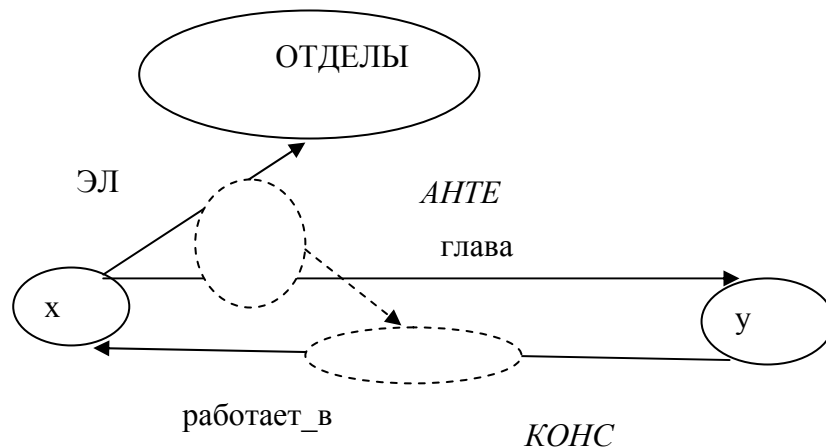 ОТДЕЛЫ
ЭЛ
АНТЕ
глава
x
y
работает_в
КОНС